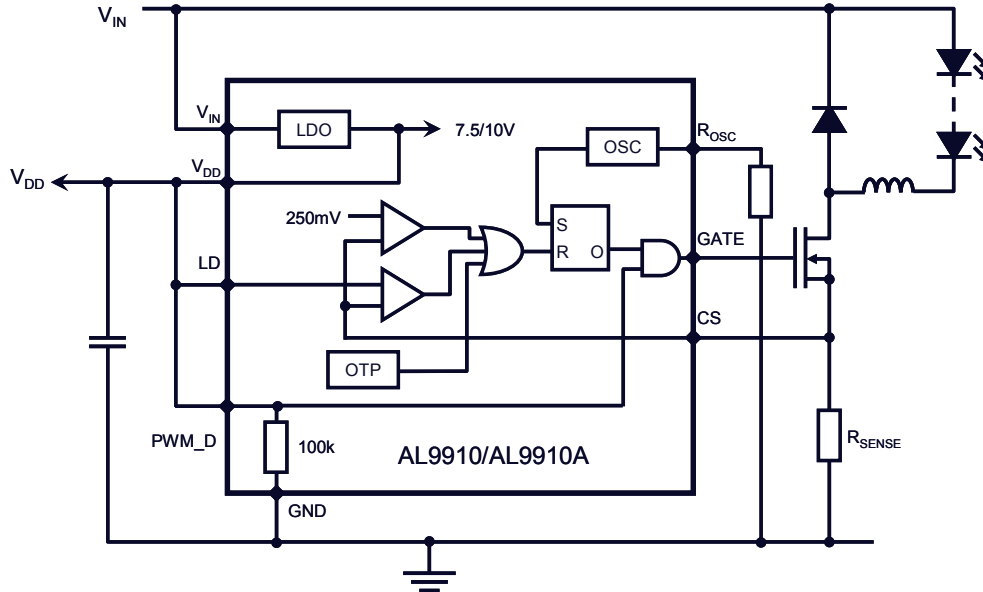 VIN
VIN
LDO
7.5/10V
ROSC
OSC
VDD
VDD
250mV
S
R
O
GATE
LD
CS
OTP
PWM_D
100k
AL9910/AL9910A
RSENSE
GND